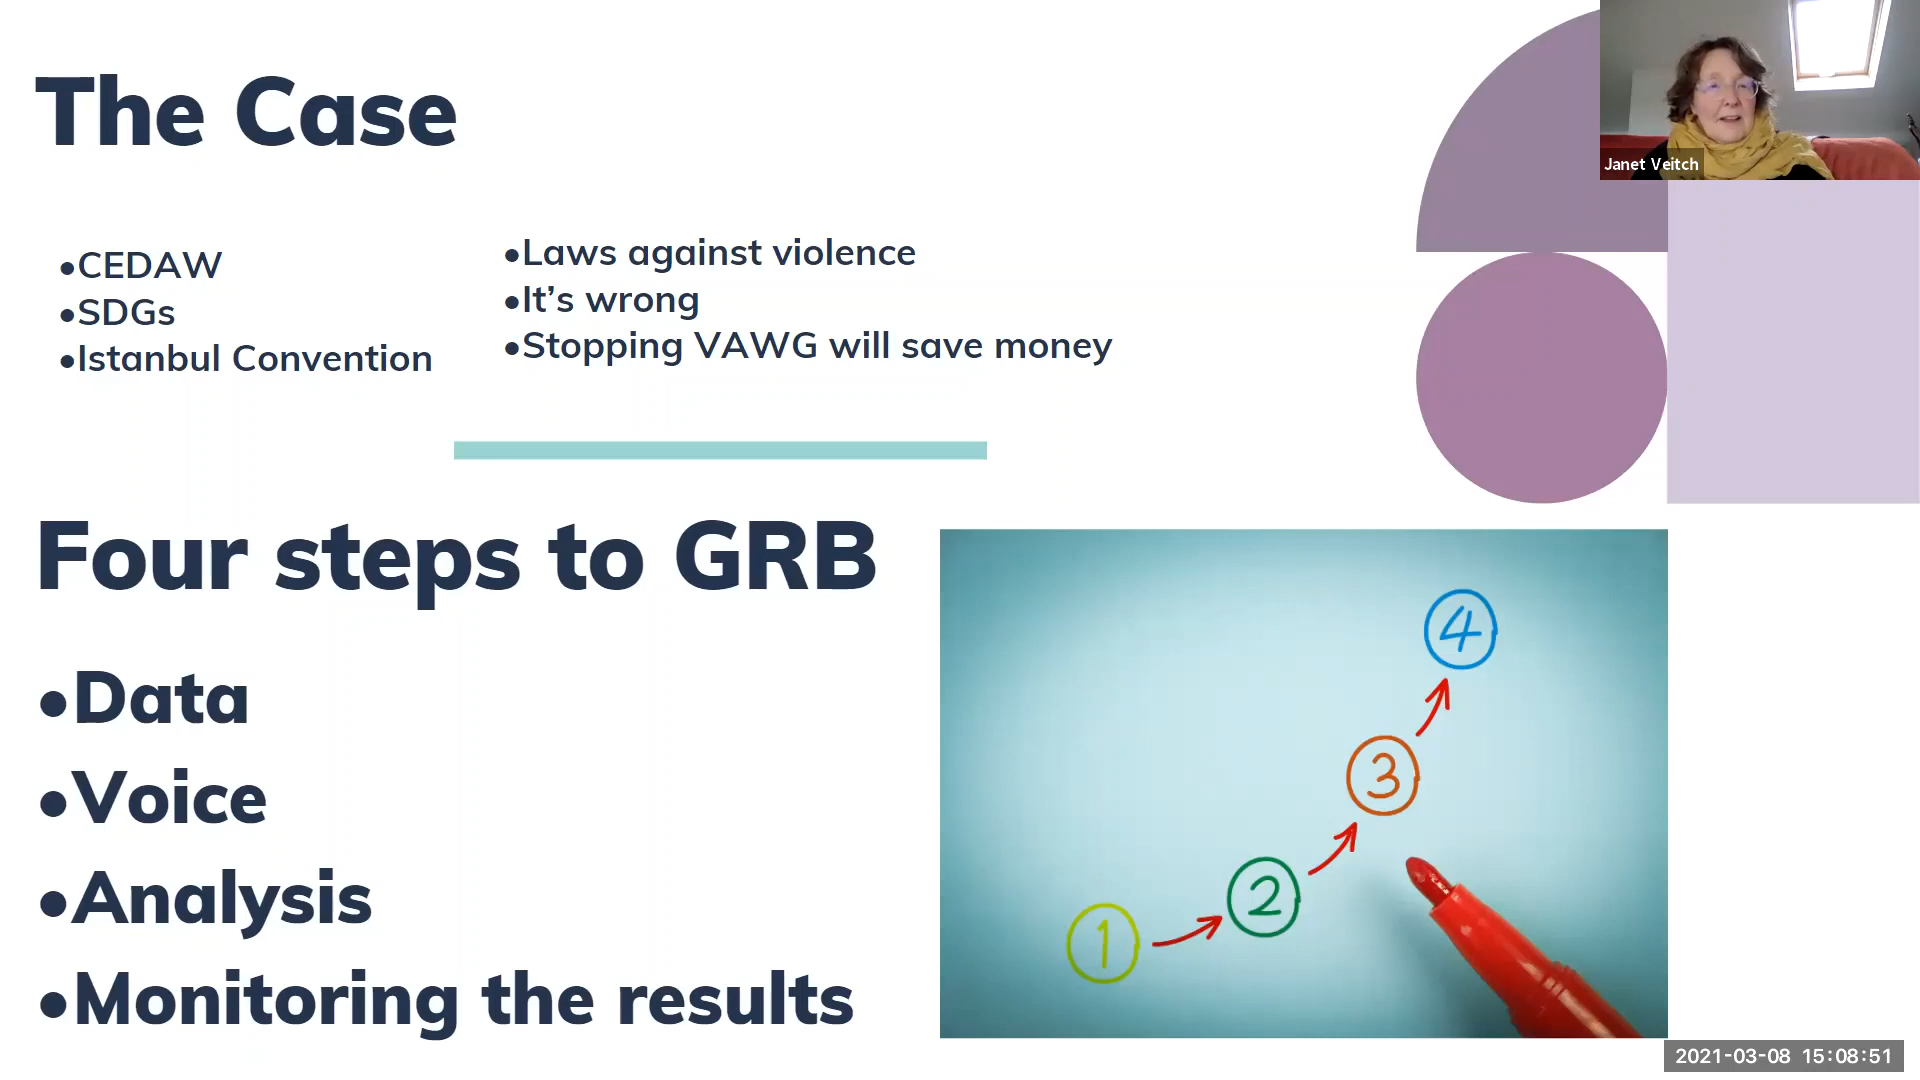 The Case
•CEDAW
•SDGs
•Istanbul Convention
•Laws against violence
•It’s wrong
•Stopping VAWG will save money
Janet Veitch
Four steps to GRB
•Data
•Voice
•Analysis
•Monitoring the results
1
2
3
4
2021-03-08 15:08:51